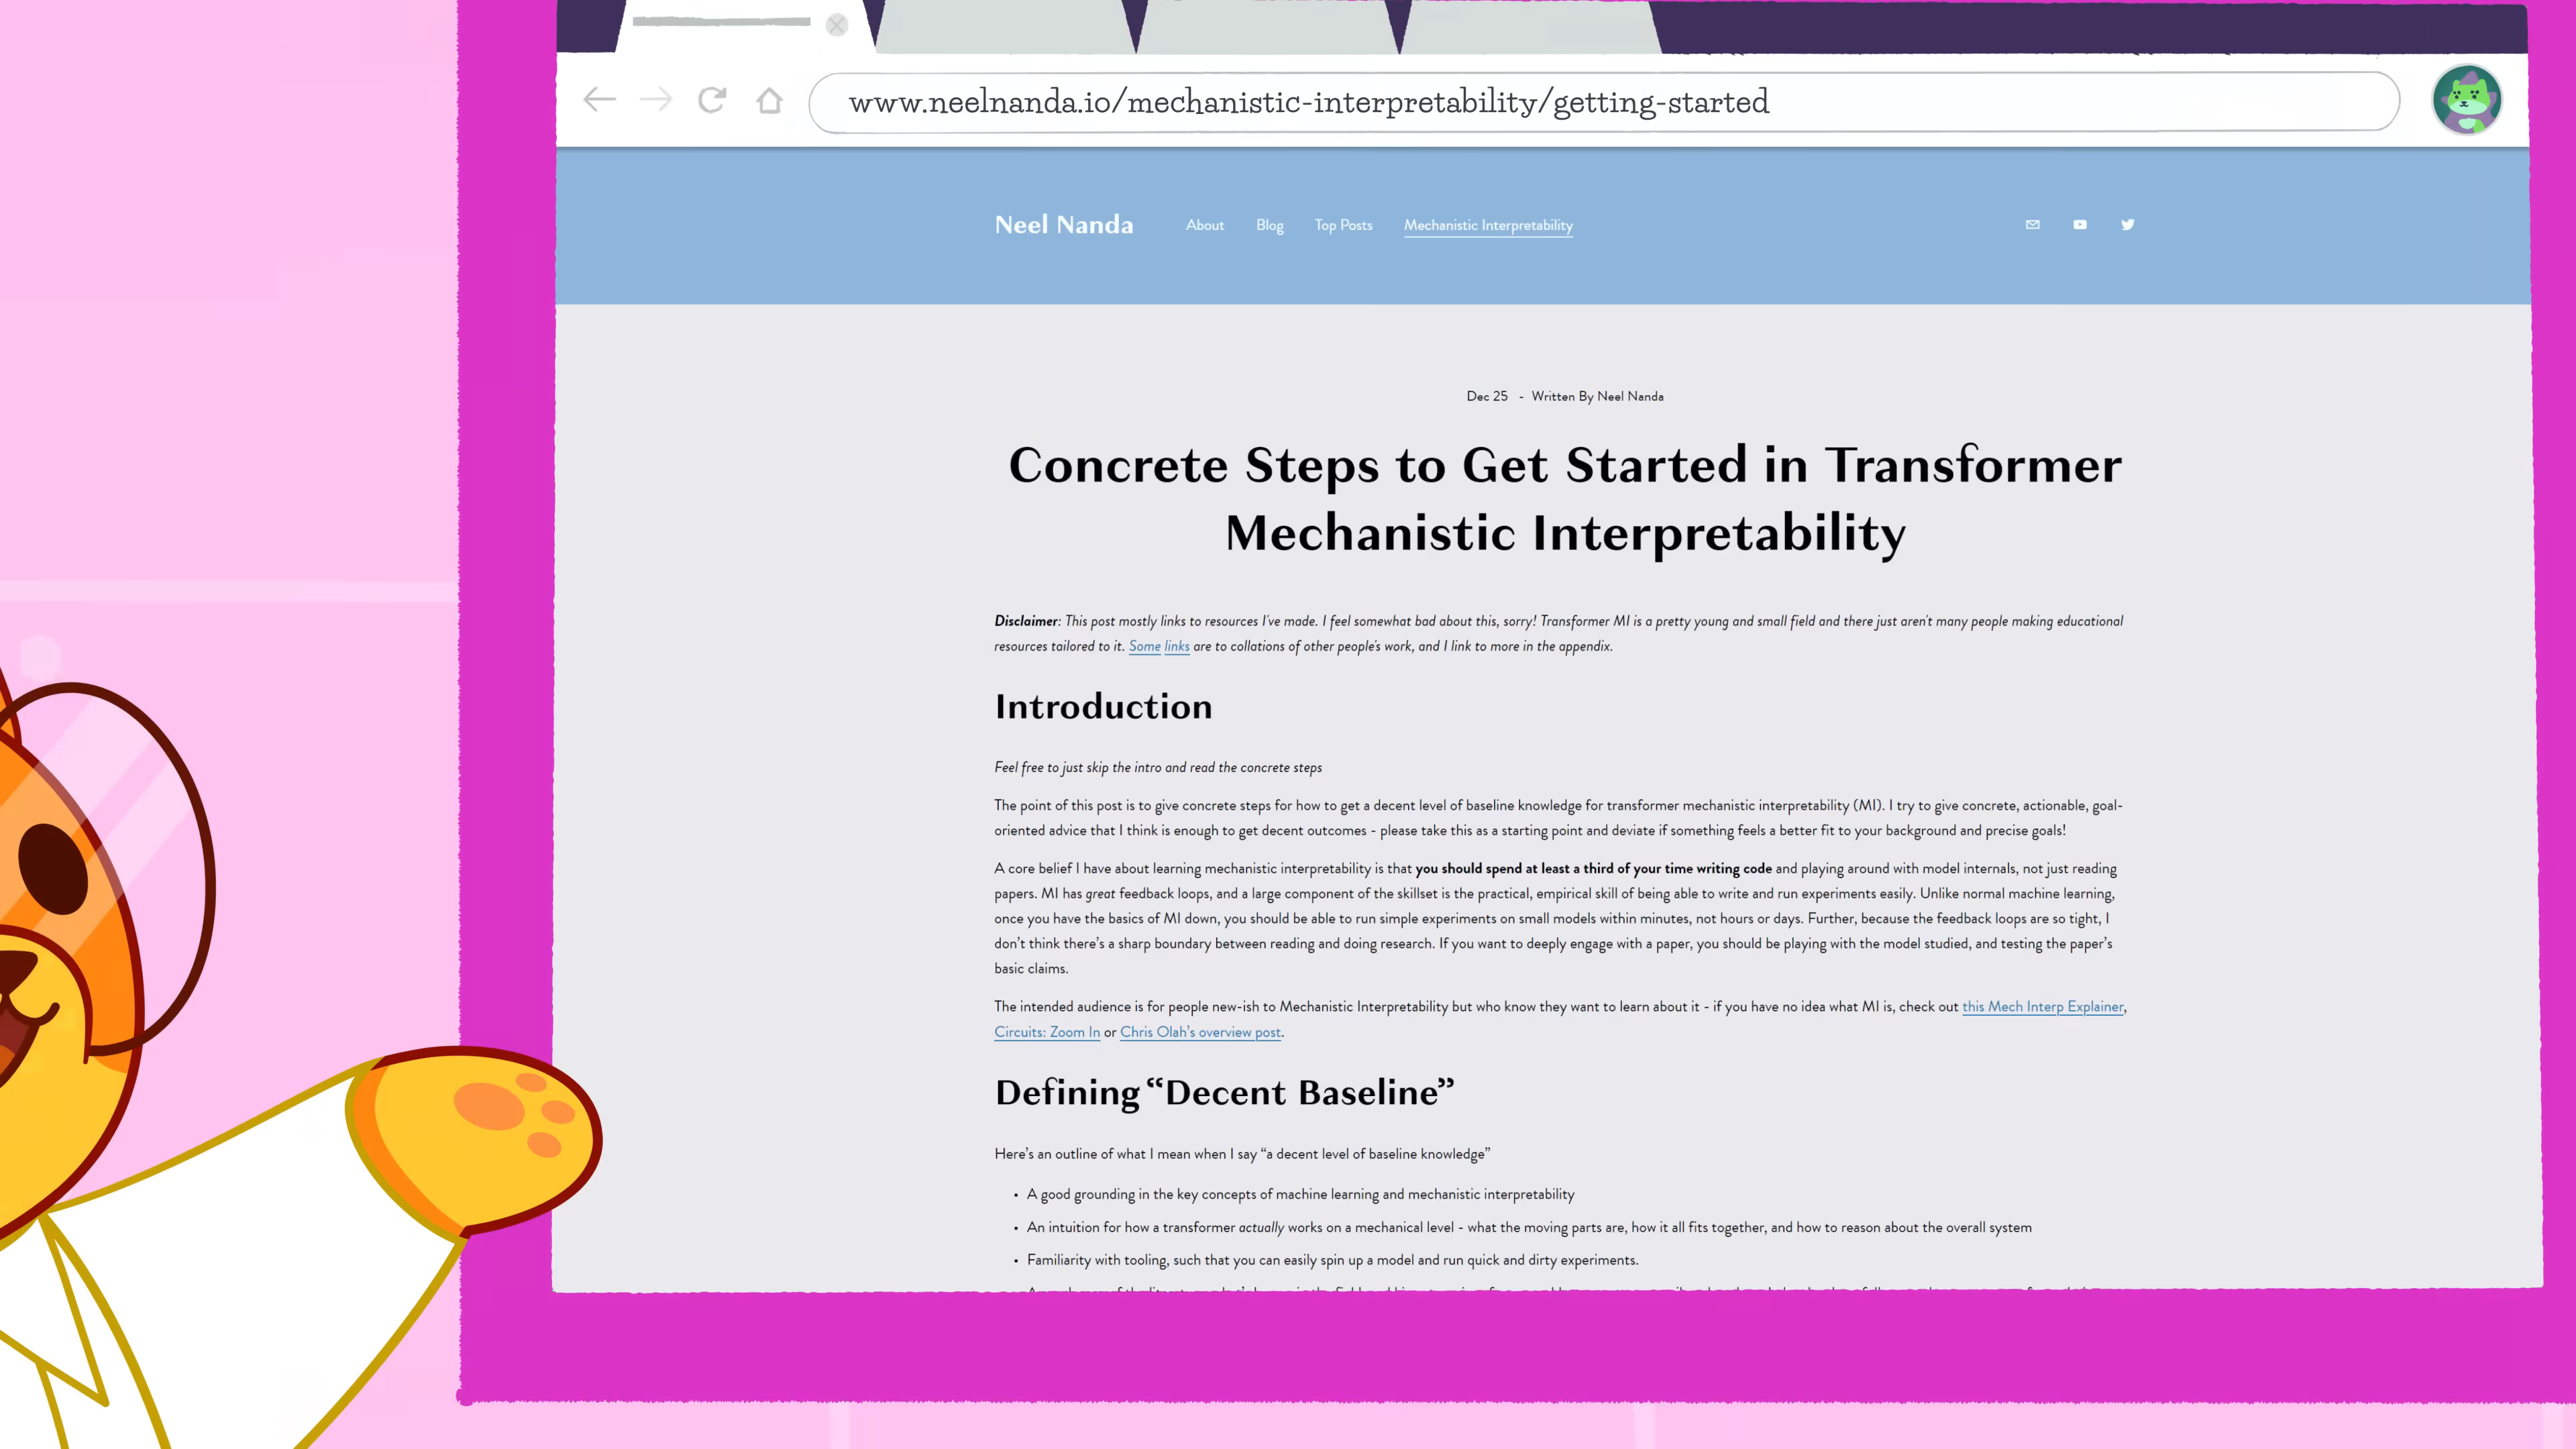 www.neelnanda.io/mechanistic-interpretability/getting-started
Neel Nanda About Blog Top Posts Mechanistic Interpretability
Dec 25 - Written By Neel Nanda
Concrete Steps to Get Started in Transformer
Mechanistic Interpretability
Disclaimer: This post mostly links to resources I've made. I feel somewhat bad about this, sorry! Transformer MI is a pretty young and small field and there just aren't many people making educational
resources tailored to it. Some links are to collations of other people's work, and I link to more in the appendix.
Introduction
Feel free to just skip the intro and read the concrete steps
The point of this post is to give concrete steps for how to get a decent level of baseline knowledge for transformer mechanistic interpretability (MI). I try to give concrete, actionable, goal-
oriented advice that I think is enough to get decent outcomes - please take this as a starting point and deviate if something feels a better fit to your background and precise goals!
A core belief I have about learning mechanistic interpretability is that you should spend at least a third of your time writing code and playing around with model internals, not just reading
papers. MI has great feedback loops, and a large component of the skillset is the practical, empirical skill of being able to write and run experiments easily. Unlike normal machine learning,
once you have the basics of MI down, you should be able to run simple experiments on small models within minutes, not hours or days. Further, because the feedback loops are so tight, I
don't think there's a sharp boundary between reading and doing research. If you want to deeply engage with a paper, you should be playing with the model studied, and testing the paper's
basic claims.
The intended audience is for people new-ish to Mechanistic Interpretability but who know they want to learn about it - if you have no idea what MI is, check out this Mech Interp Explainer,
Circuits: Zoom In or Chris Olah's overview post.
Defining “Decent Baseline”
Here's an outline of what I mean when I say “a decent level of baseline knowledge”
• A good grounding in the key concepts of machine learning and mechanistic interpretability
• An intuition for how a transformer actually works on a mechanical level - what the moving parts are, how it all fits together, and how to reason about the overall system
• Familiarity with tooling, such that you can easily spin up a model and run quick and dirty experiments.